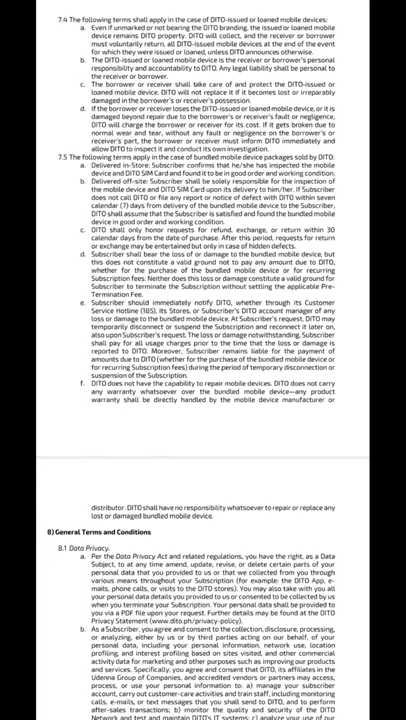 7.4 The following terms shall apply in the case of DITO-issued or loaned mobile devices:
a. Even if unmarked or not bearing the DITO branding, the issued or loaned mobile
device remains DITO property. DITO will collect, and the receiver or borrower
must voluntarily return, all DITO-issued mobile devices at the end of the event
for which they were issued or loaned, unless DITO announces otherwise.
b. The DITO-issued or loaned mobile device is the receiver or borrower's personal
responsibility and accountability to DITO. Any legal liability shall be personal to
the receiver or borrower.
c. The borrower or receiver shall take care of and protect the DITO-issued or
loaned mobile device. DITO will not replace it if it becomes lost or irreparably
damaged in the borrower's or receiver's possession.
d. If the borrower or receiver loses the DITO-issued or loaned mobile device, or it is
damaged beyond repair due to the borrower's or receiver's fault or negligence,
DITO will charge the borrower or receiver for its cost. If it gets broken due to
normal wear and tear, without any fault or negligence on the borrower's or
receiver's part, the borrower or receiver must inform DITO immediately and
allow DITO to inspect it and conduct its own investigation.
7.5 The following terms apply in the case of bundled mobile device packages sold by DITO:
a. Delivered in-Store: Subscriber confirms that he/she has inspected the mobile
device and DITO SIM Card and found it to be in good order and working condition.
b. Delivered off-site: Subscriber shall be solely responsible for the inspection of
the mobile device and DITO SIM Card upon its delivery to him/her. If Subscriber
does not call DITO or file any report or notice of defect with DITO within seven
calendar (7) days from delivery of the bundled mobile device to the Subscriber,
DITO shall assume that the Subscriber is satisfied and found the bundled mobile
device in good order and working condition.
c. DITO shall only honor requests for refund, exchange, or return within 30
calendar days from the date of purchase. After this period, requests for return
or exchange may be entertained but only in case of hidden defects.
d. Subscriber shall bear the loss of or damage to the bundled mobile device, but
this does not constitute a valid ground not to pay any amount due to DITO,
whether for the purchase of the bundled mobile device or for recurring
Subscription fees. Neither does loss or damage constitute a valid ground for
Subscriber to terminate the Subscription without settling the applicable Pre-
Termination Fee.
e. Subscriber should immediately notify DITO, whether through its Customer
Service Hotline (185), its Stores, or Subscriber's DITO account manager of any
loss or damage to the bundled mobile device. At Subscriber's request, DITO may
temporarily disconnect or suspend the Subscription and reconnect it later on,
also upon Subscriber's request. The loss or damage notwithstanding, Subscriber
shall pay for all usage charges prior to the time that the loss or damage is
reported to DITO. Moreover, Subscriber remains liable for the payment of
amounts due to DITO (whether for the purchase of the bundled mobile device or
for recurring Subscription fees) during the period of temporary disconnection or
suspension of the Subscription.
f. DITO does not have the capability to repair mobile devices. DITO does not carry
any warranty whatsoever over the bundled mobile device—any product
warranty shall be directly handled by the mobile device manufacturer or
distributor. DITO shall have no responsibility whatsoever to repair or replace any
lost or damaged bundled mobile device.
8) General Terms and Conditions
8.1 Data Privacy.
a. Per the Data Privacy Act and related regulations, you have the right, as a Data
Subject, to at any time amend, update, revise, or delete certain parts of your
personal data that you provided to us or that we collected from you through
various means throughout your Subscription (for example: the DITO App, e-
mails, phone calls, or visits to the DITO stores). You may also take with you all
your personal data details you provided to us or consented to be collected by us
when you terminate your Subscription. Your personal data shall be provided to
you via a PDF file upon your request. Further details may be found at the DITO
Privacy Statement (www.dito.ph/privacy-policy).
b. As a Subscriber, you agree and consent to the collection, disclosure, processing,
or analyzing, either by us or by third parties acting on our behalf, of your
personal data, including your personal information, network use, location
profiling, and interest profiling based on sites visited, and other commercial
activity data for marketing and other purposes such as improving our products
and services. Specifically, you agree and consent that DITO, its affiliates in the
Udenna Group of Companies, and accredited vendors or partners may access,
process, or use your personal information to: a) manage your subscriber
account, carry out customer-care activities and train staff, including monitoring
calls, e-mails, or text messages that you shall send to DITO, and to perform
after-sales transactions; b) monitor the quality and security of the DITO
Network and test and maintain DITO's IT systems; c) analyze your use of our